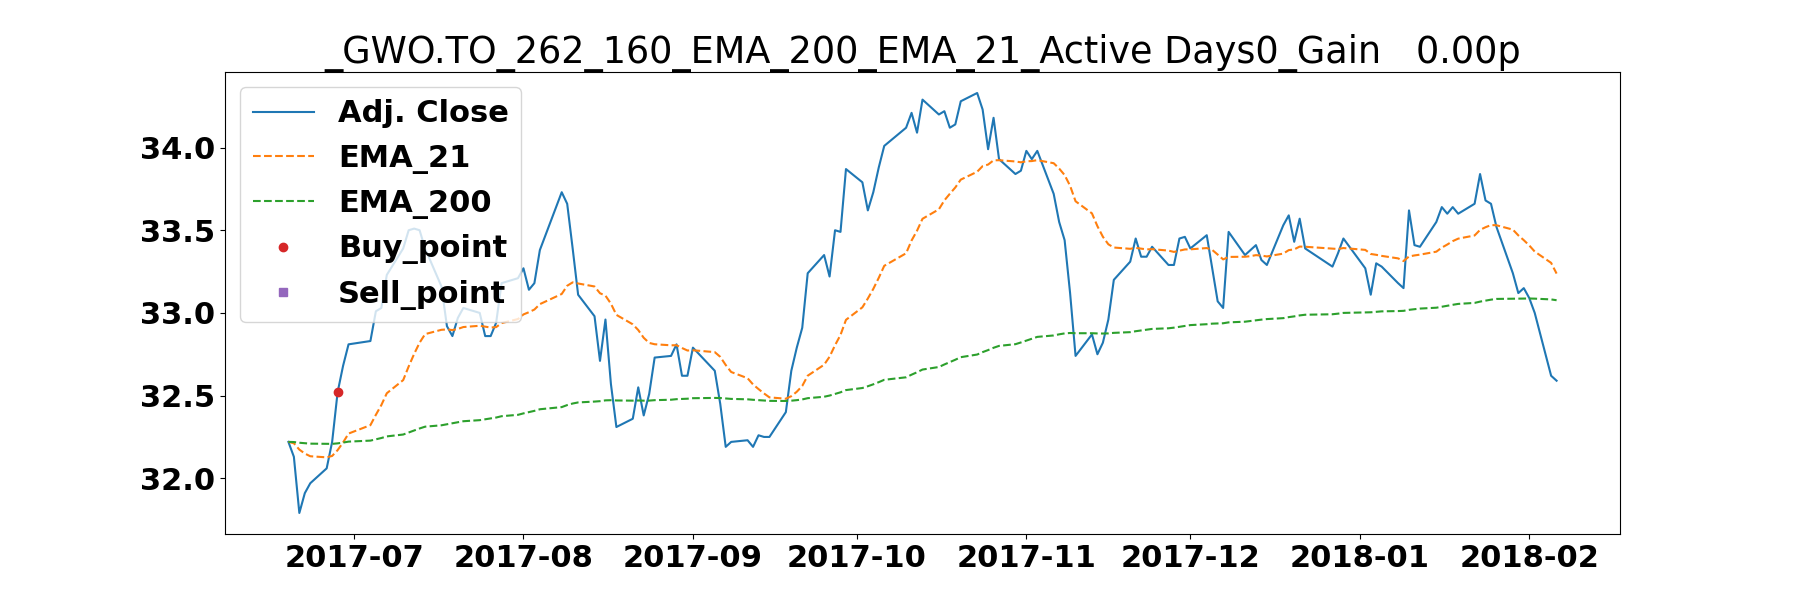 _GWO.TO_262_160_EMA_200_EMA_21_Active Days0_Gain   0.00p
Adj. Close
EMA_21
EMA_200
Buy_point
Sell_point
34.0
33.5
33.0
32.5
32.0
2017-07 2017-08 2017-09 2017-10 2017-11 2017-12 2018-01 2018-02